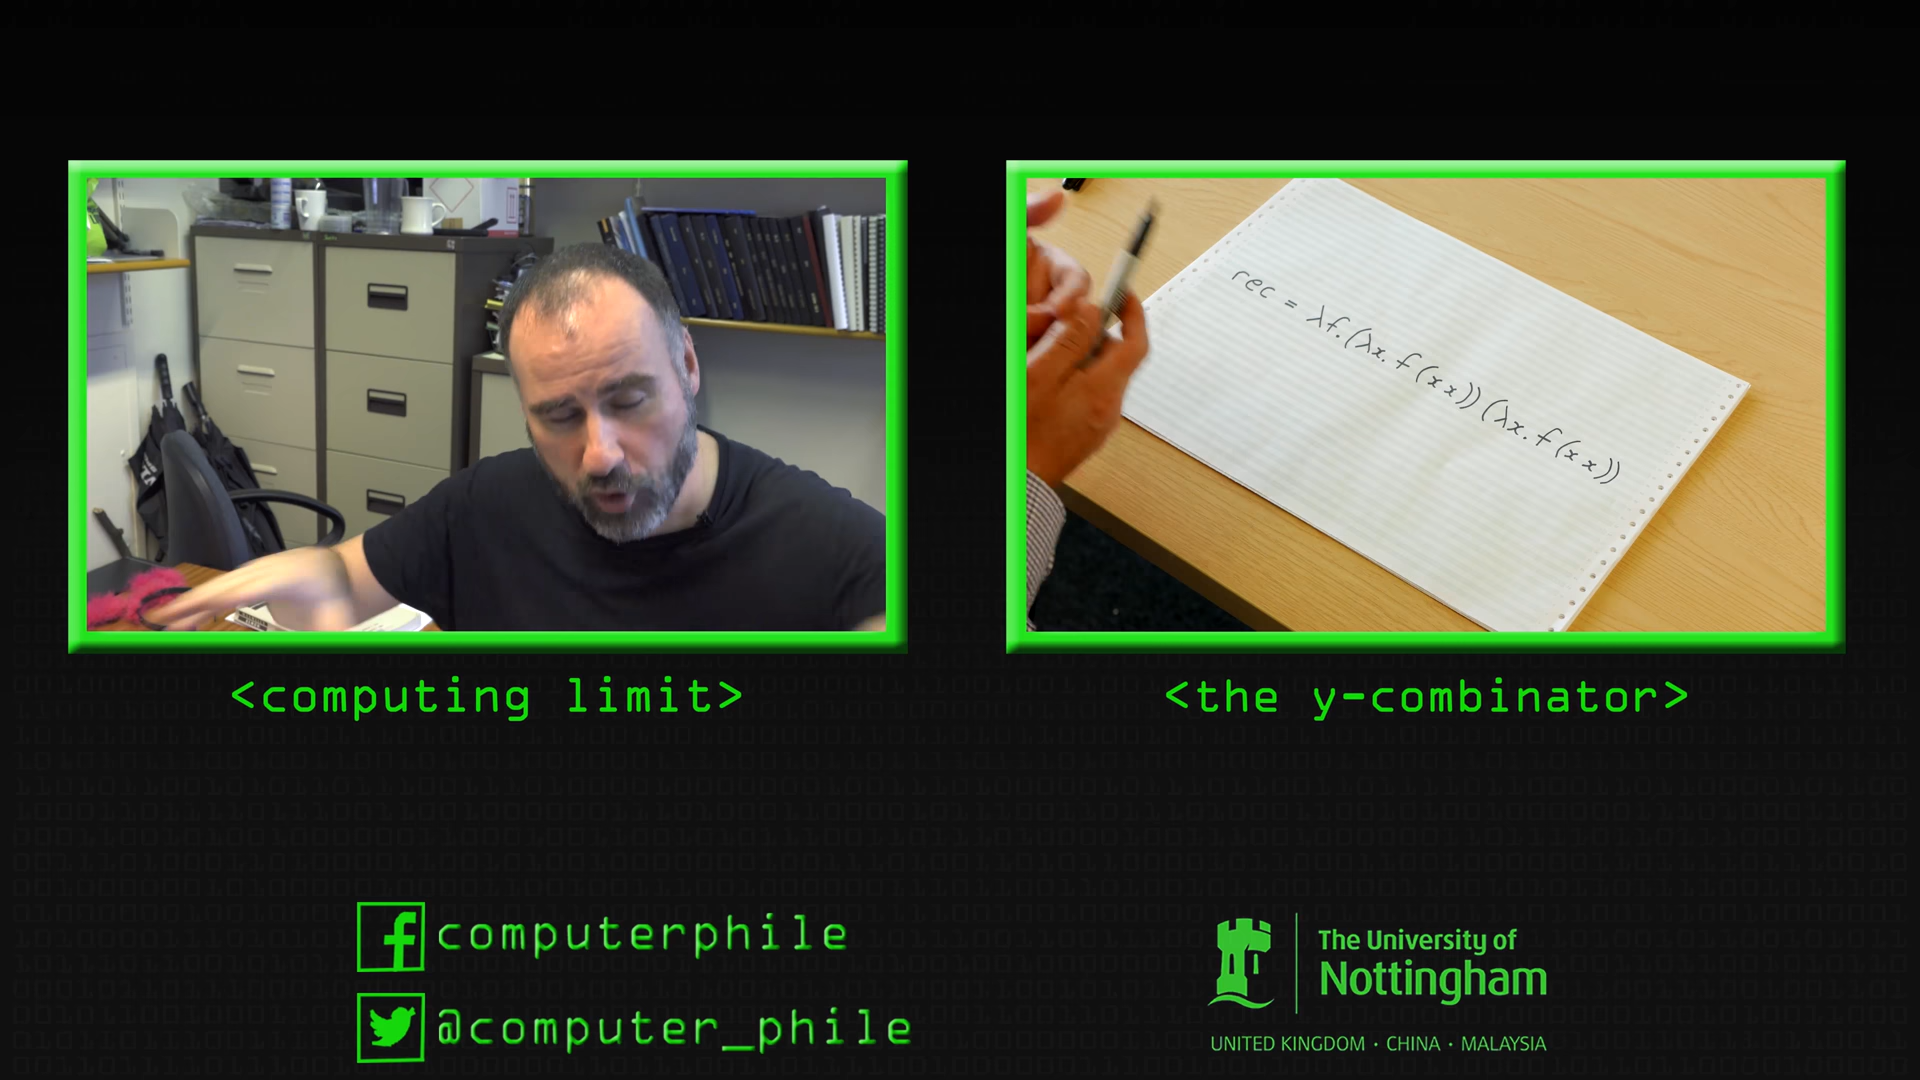 rec = λf.(λx. f(x x)) (λx. f(x x))
<computing limit>
<the y-combinator>
computerphile
@computer_phile
The University of
Nottingham
UNITED KINGDOM · CHINA · MALAYSIA